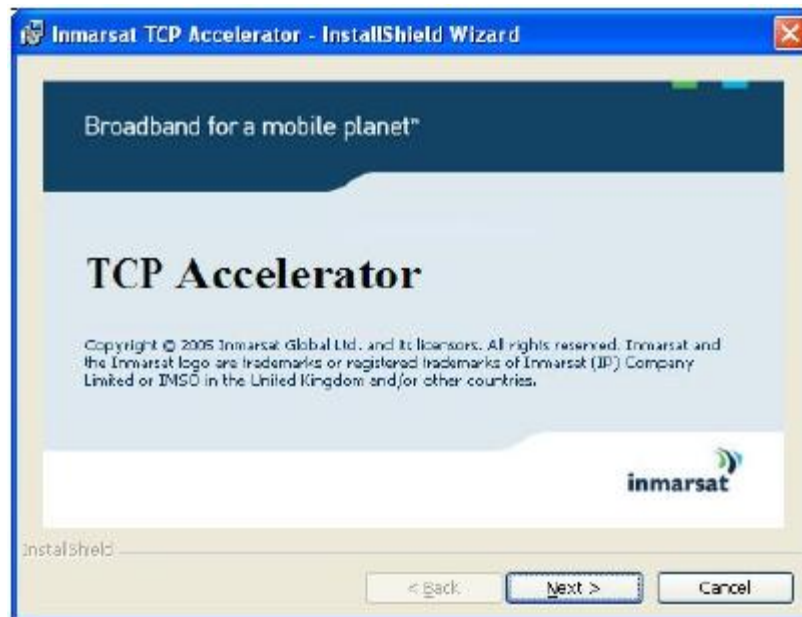 Inmarsat TCP Accelerator - InstallShield Wizard
Broadband for a mobile planet™
TCP Accelerator
Copyright © 2005 Inmarsat Global Ltd. and its licensors. All rights reserved. Inmarsat and
the Inmarsat logo are trademarks or registered trademarks of Inmarsat (IP) Company
Limited or IMSO in the United Kingdom and/or other countries.
inmarsat
InstallShield
< Back
Next >
Cancel